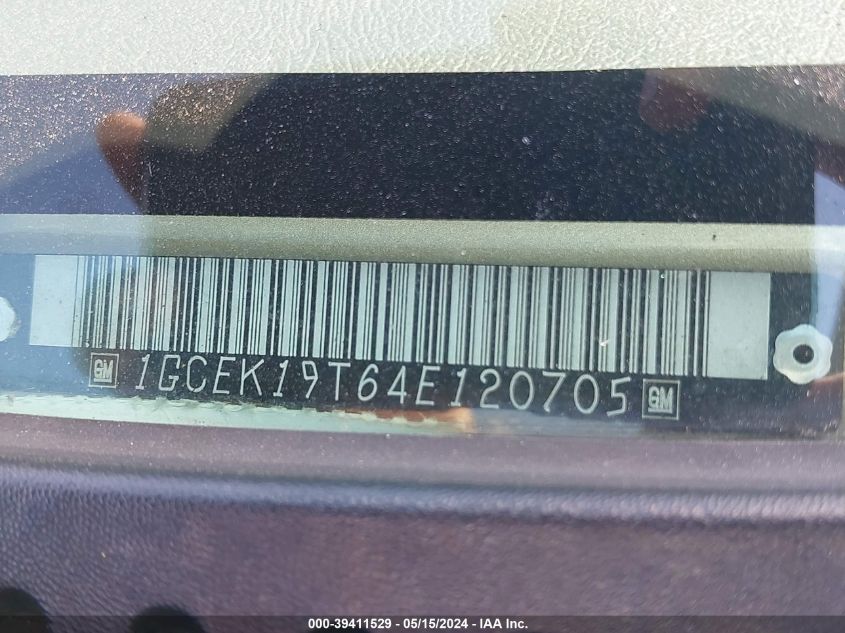 GM 1GCEK19T64E120705 GM
000-39411529 - 05/15/2024 - IAA Inc.